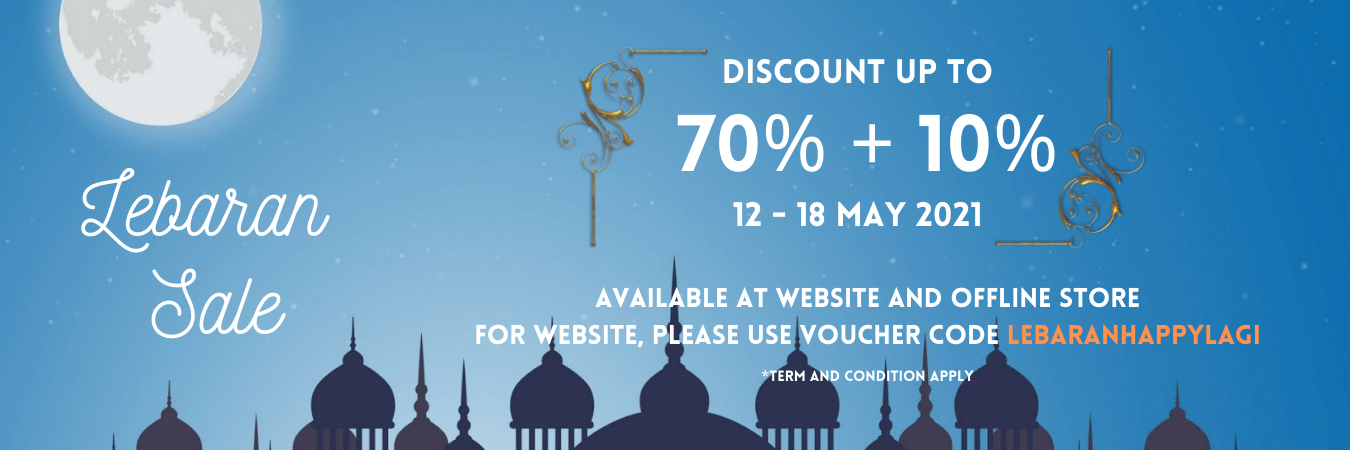 Lebaran
Sale
DISCOUNT UP TO
70% + 10%
12 - 18 MAY 2021
AVAILABLE AT WEBSITE AND OFFLINE STORE
FOR WEBSITE, PLEASE USE VOUCHER CODE LEBARANHAPPYLAGI
*TERM AND CONDITION APPLY